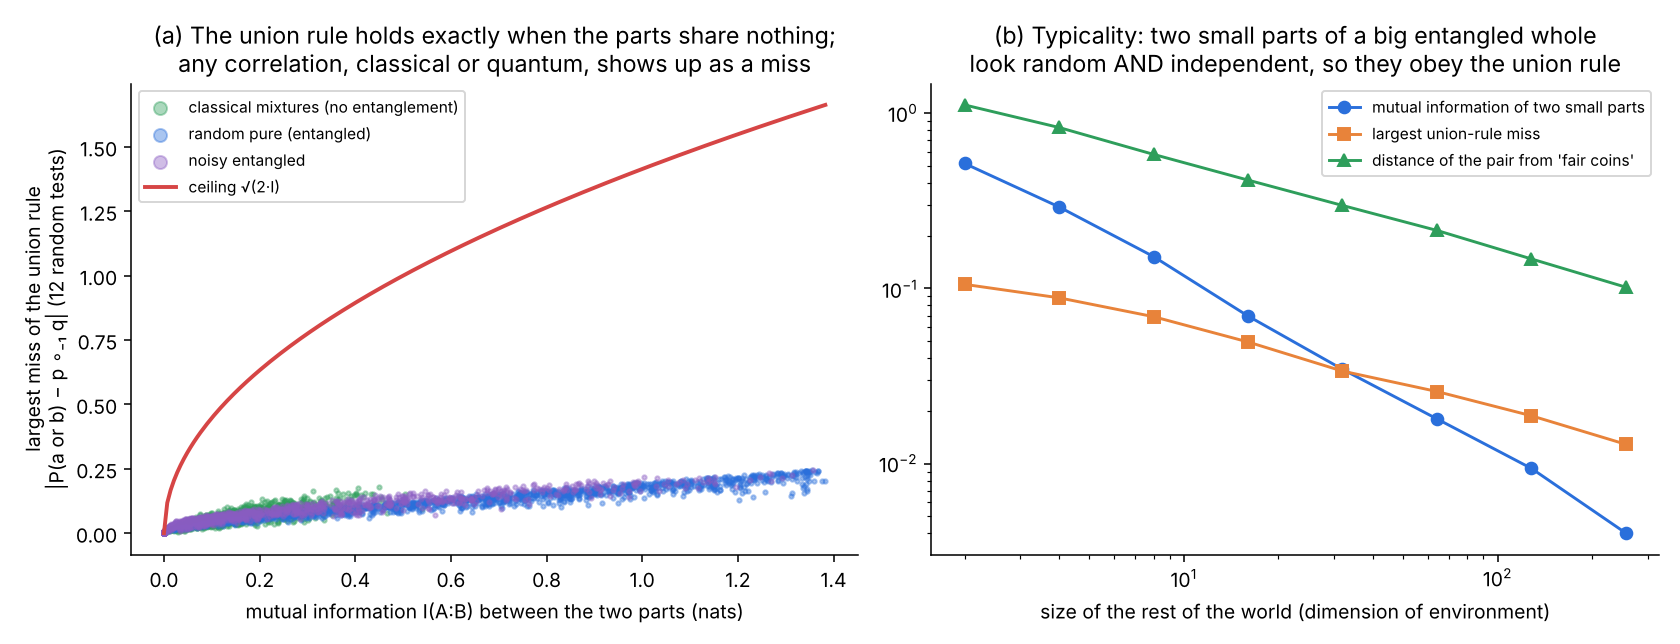 (a) The union rule holds exactly when the parts share nothing;
any correlation, classical or quantum, shows up as a miss
classical mixtures (no entanglement)
random pure (entangled)
noisy entangled
ceiling √(2·I)
largest miss of the union rule
|P(a or b) − p ∘₋₁ q| (12 random tests)
1.50
1.25
1.00
0.75
0.50
0.25
0.00
0.0 0.2 0.4 0.6 0.8 1.0 1.2 1.4
mutual information I(A:B) between the two parts (nats)
(b) Typicality: two small parts of a big entangled whole
look random AND independent, so they obey the union rule
mutual information of two small parts
largest union-rule miss
distance of the pair from 'fair coins'
10⁰
10⁻¹
10⁻²
10¹ 10²
size of the rest of the world (dimension of environment)